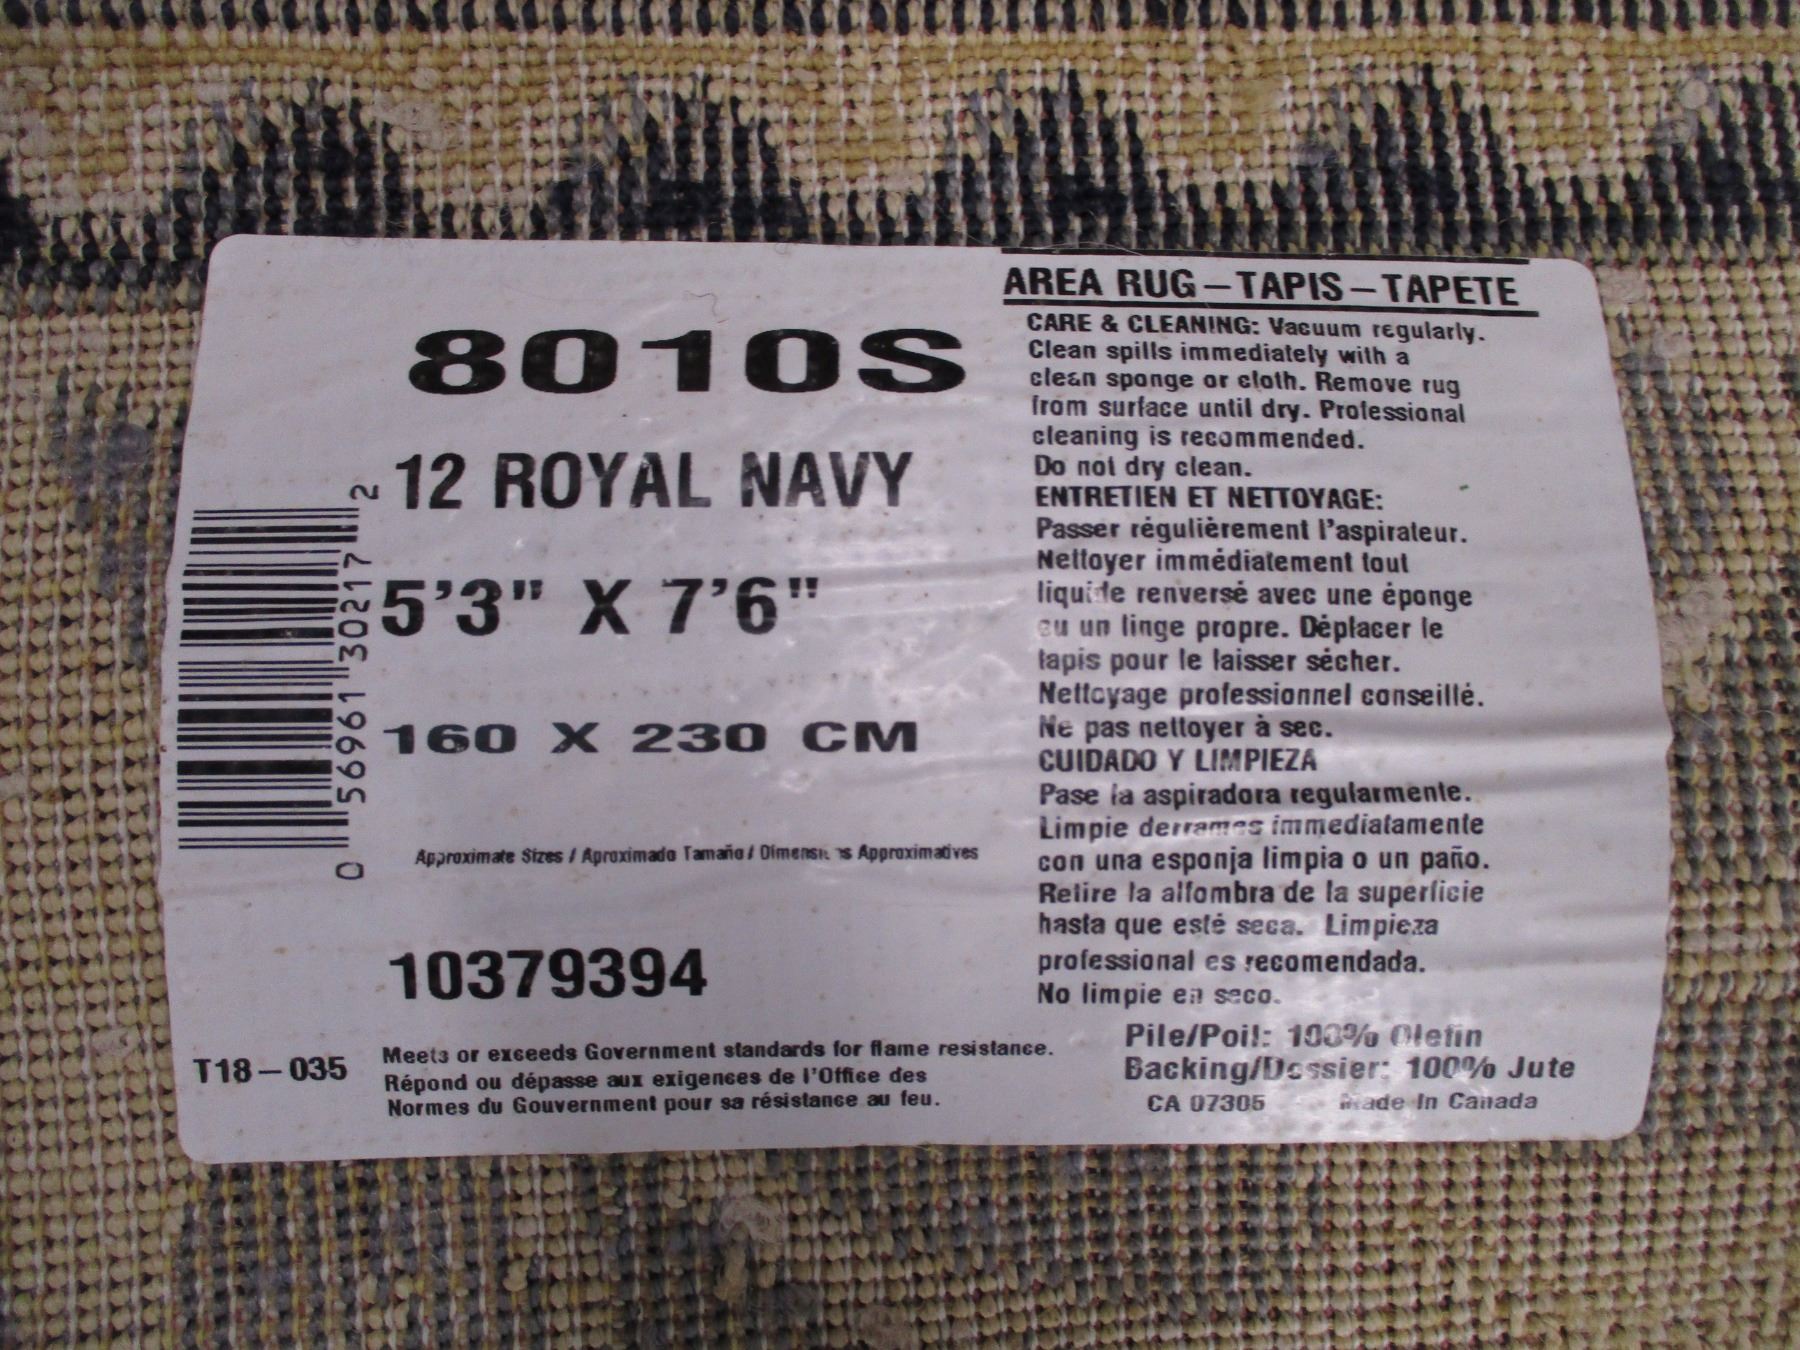 8010S
12 ROYAL NAVY
5'3" X 7'6"
160 X 230 CM
Approximate Sizes / Aproximado Tamaño / Approximatives
10379394
T18-035
Meets or exceeds Government standards for flame resistance.
Répond ou dépasse aux exigences de l'Office des
Normes du Gouvernment pour sa résistance au feu.
0 56961 30217 2
AREA RUG-TAPIS-TAPETE
CARE & CLEANING: Vacuum regularly.
Clean spills immediately with a
clean sponge or cloth. Remove rug
from surface until dry. Professional
cleaning is recommended.
Do not dry clean.
ENTRETIEN ET NETTOYAGE:
Passer régulièrement l'aspirateur.
Nettoyer immédiatement tout
liquide renversé avec une éponge
ou un linge propre. Déplacer le
tapis pour le laisser sécher.
Nettoyage professionnel conseillé.
Ne pas nettoyer à sec.
CUIDADO Y LIMPIEZA
Pase la aspiradora regularmente.
Limpie derrames immediatamente
con una esponja limpia o un paño.
Retire la alfombra de la superficie
hasta que esté seca. Limpieza
professional es recomendada.
No limpie en seco.
Pile/Poil: 100% Olefin
Backing/Dossier: 100% Jute
CA 07305 Made In Canada